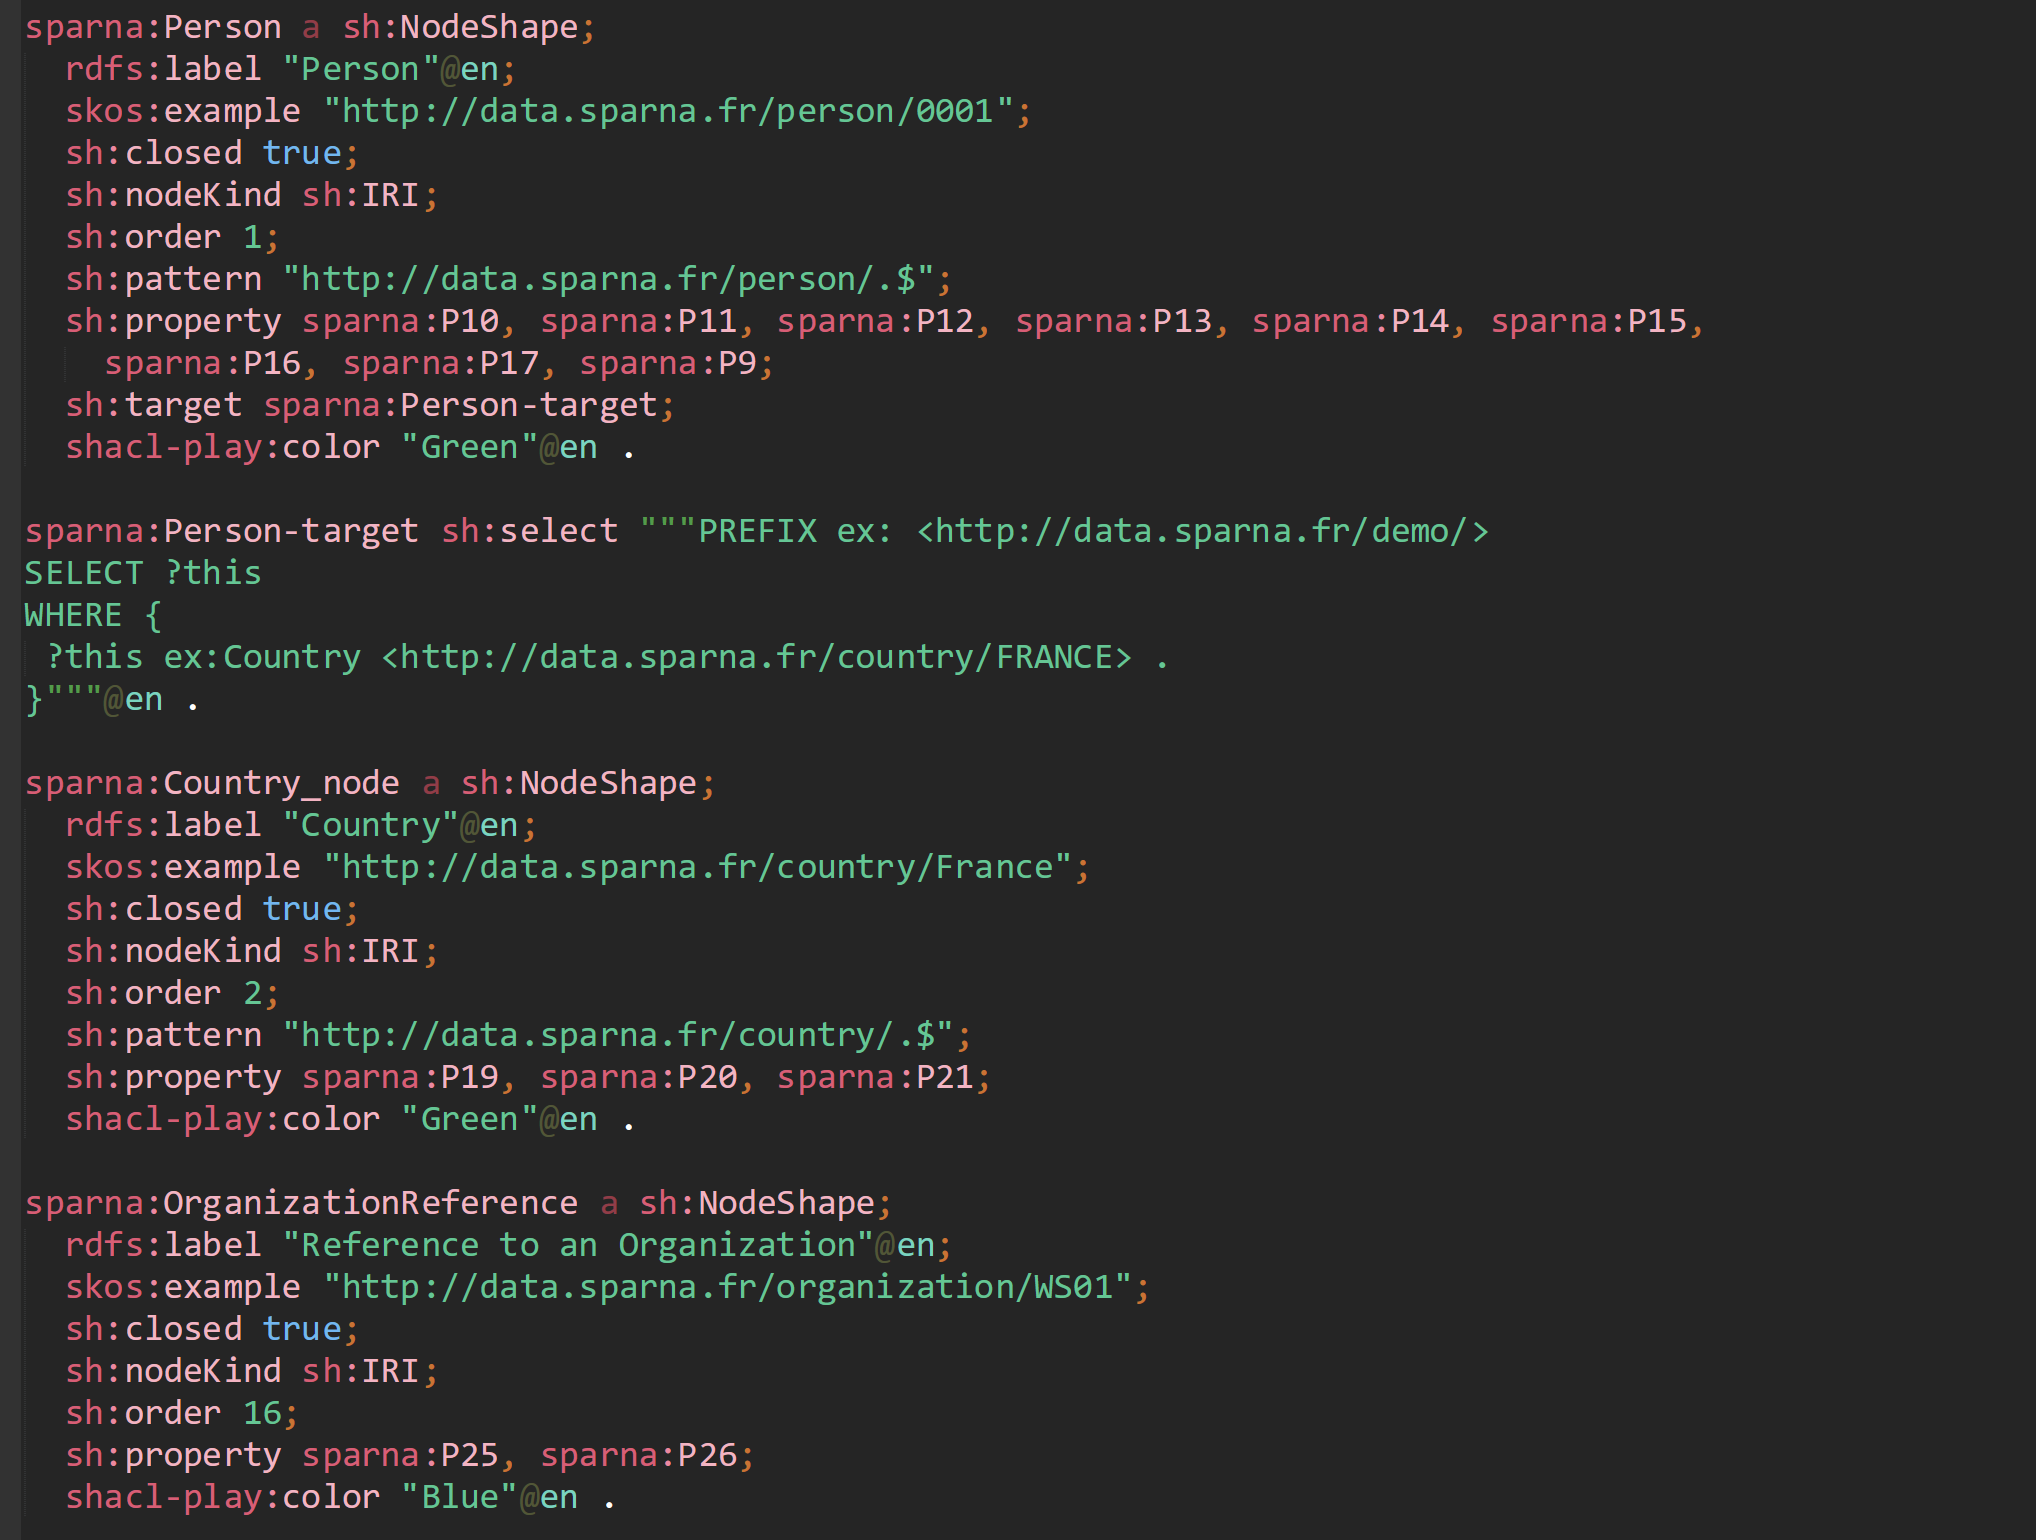 sparna:Person a sh:NodeShape;
  rdfs:label "Person"@en;
  skos:example "http://data.sparna.fr/person/0001";
  sh:closed true;
  sh:nodeKind sh:IRI;
  sh:order 1;
  sh:pattern "http://data.sparna.fr/person/.$";
  sh:property sparna:P10, sparna:P11, sparna:P12, sparna:P13, sparna:P14, sparna:P15,
    sparna:P16, sparna:P17, sparna:P9;
  sh:target sparna:Person-target;
  shacl-play:color "Green"@en .

sparna:Person-target sh:select """PREFIX ex: <http://data.sparna.fr/demo/>
SELECT ?this
WHERE {
 ?this ex:Country <http://data.sparna.fr/country/FRANCE> .
}"""@en .

sparna:Country_node a sh:NodeShape;
  rdfs:label "Country"@en;
  skos:example "http://data.sparna.fr/country/France";
  sh:closed true;
  sh:nodeKind sh:IRI;
  sh:order 2;
  sh:pattern "http://data.sparna.fr/country/.$";
  sh:property sparna:P19, sparna:P20, sparna:P21;
  shacl-play:color "Green"@en .

sparna:OrganizationReference a sh:NodeShape;
  rdfs:label "Reference to an Organization"@en;
  skos:example "http://data.sparna.fr/organization/WS01";
  sh:closed true;
  sh:nodeKind sh:IRI;
  sh:order 16;
  sh:property sparna:P25, sparna:P26;
  shacl-play:color "Blue"@en .